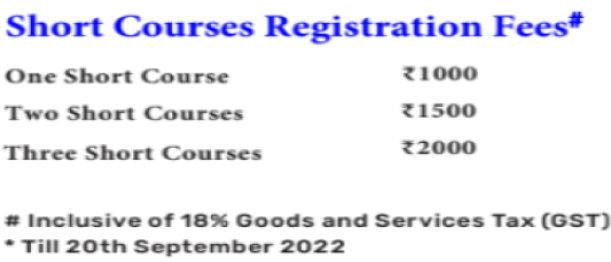 Short Courses Registration Fees#
One Short Course ₹1000
Two Short Courses ₹1500
Three Short Courses ₹2000
# Inclusive of 18% Goods and Services Tax (GST)
* Till 20th September 2022